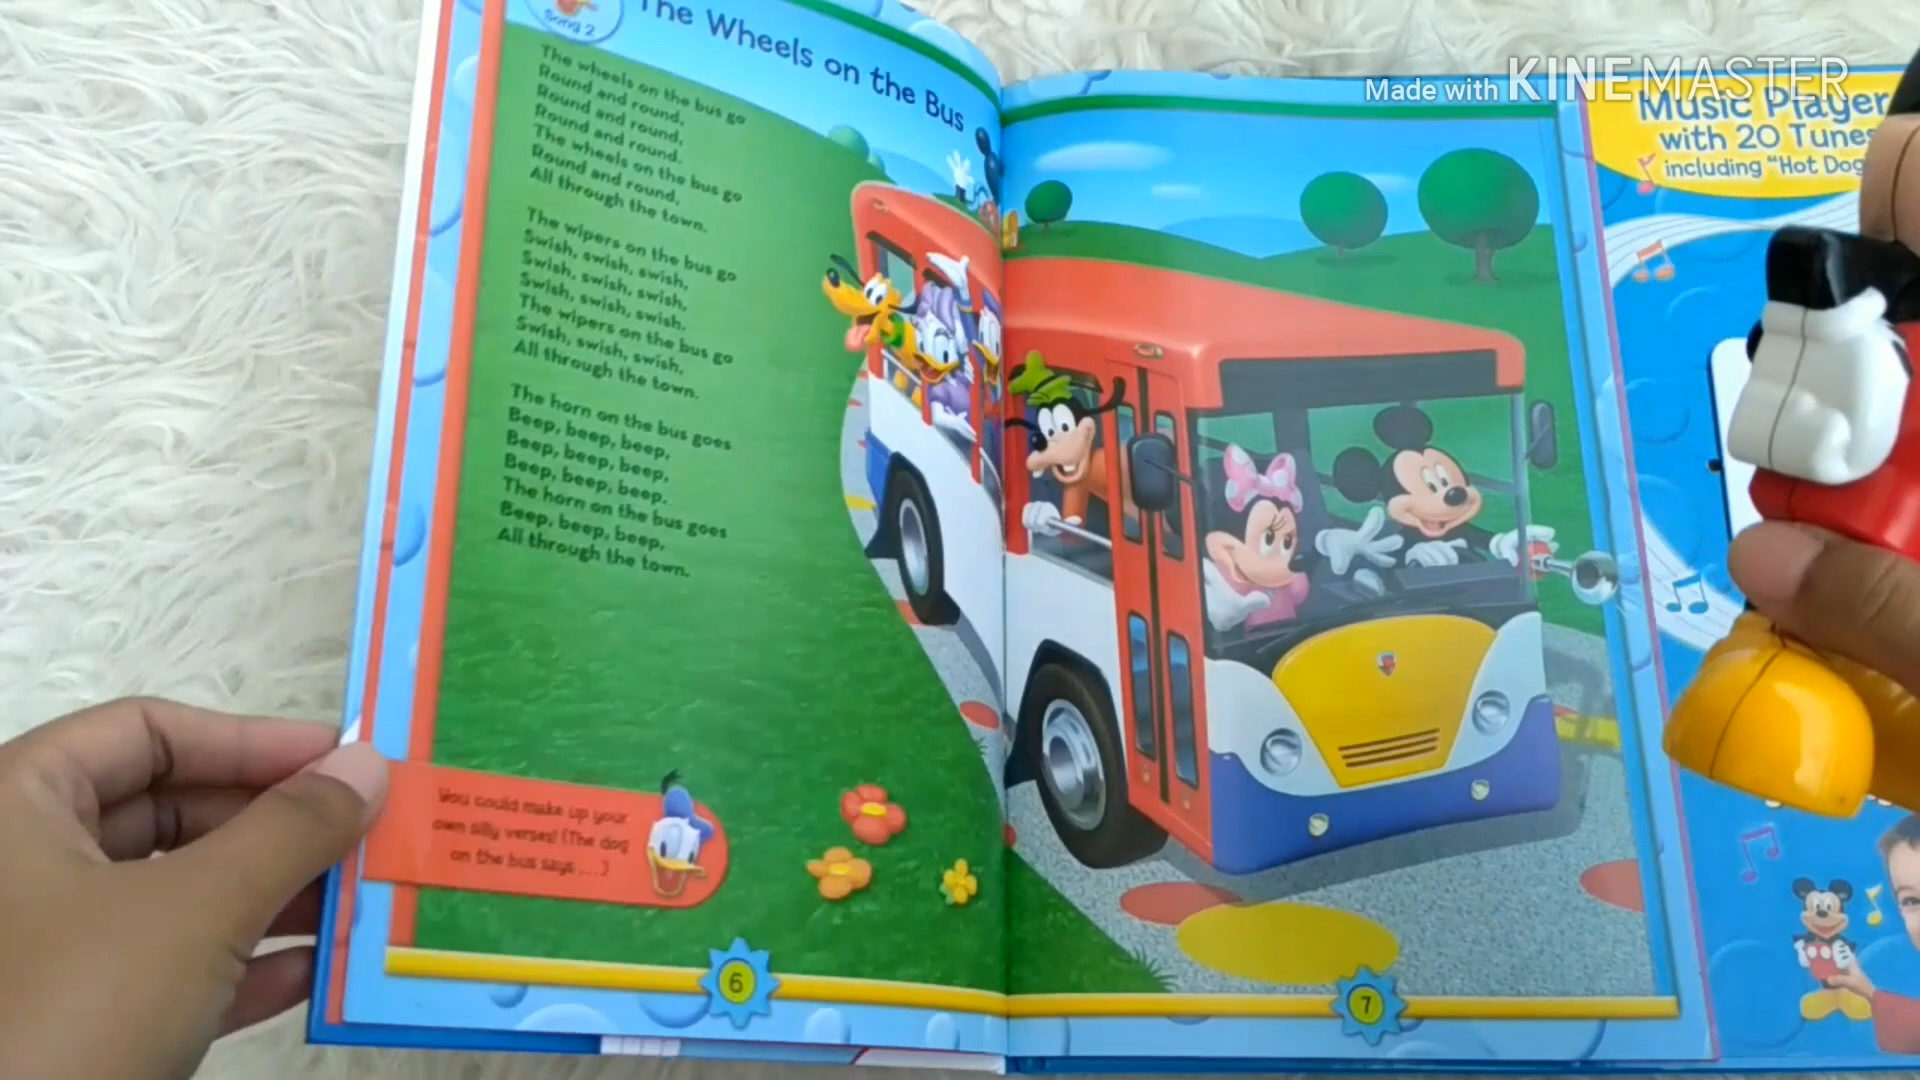 Song 2
The Wheels on the Bus
The wheels on the bus go
Round and round,
Round and round,
Round and round.
The wheels on the bus go
Round and round,
All through the town.
The wipers on the bus go
Swish, swish, swish,
Swish, swish, swish,
Swish, swish, swish.
The wipers on the bus go
Swish, swish, swish,
All through the town.
The horn on the bus goes
Beep, beep, beep,
Beep, beep, beep,
Beep, beep, beep.
The horn on the bus goes
Beep, beep, beep,
All through the town.
You could make up your
own silly verses! (The dog
on the bus says ....)
6
7
Made with KINEMASTER
Music Player
with 20 Tunes
including "Hot Dog